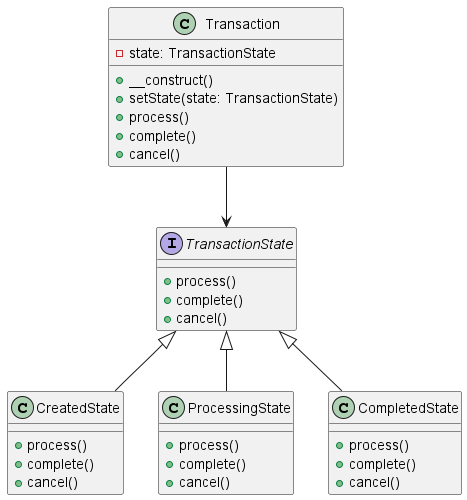 C Transaction
state: TransactionState
__construct()
setState(state: TransactionState)
process()
complete()
cancel()
I TransactionState
process()
complete()
cancel()
C CreatedState
process()
complete()
cancel()
C ProcessingState
process()
complete()
cancel()
C CompletedState
process()
complete()
cancel()